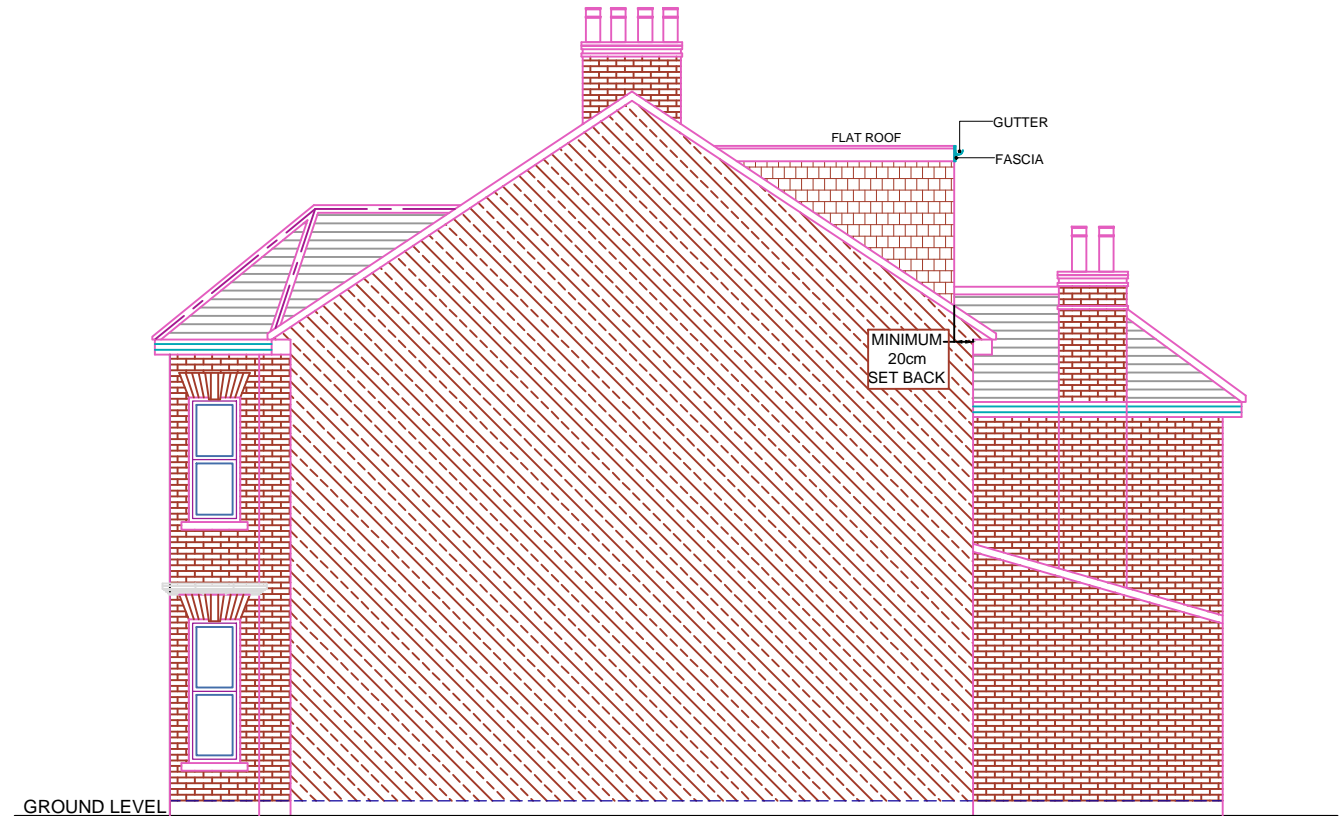 GUTTER
FLAT ROOF
FASCIA
MINIMUM
20cm
SET BACK
GROUND LEVEL